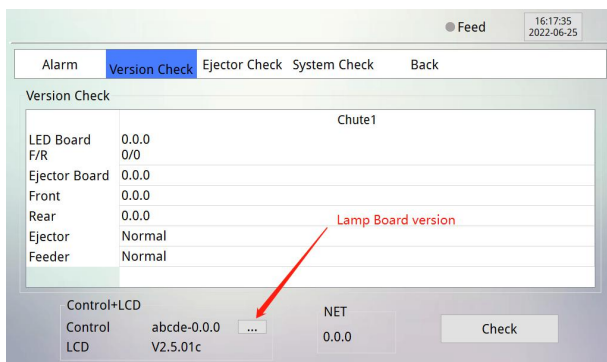 Feed
16:17:35
2022-06-25
Alarm Version Check Ejector Check System Check Back
Version Check
Chute1
LED Board 0.0.0
F/R 0/0
Ejector Board 0.0.0
Front 0.0.0
Rear 0.0.0
Lamp Board version
Ejector Normal
Feeder Normal
Control+LCD
NET
Control abcde-0.0.0 ...
0.0.0
Check
LCD V2.5.01c